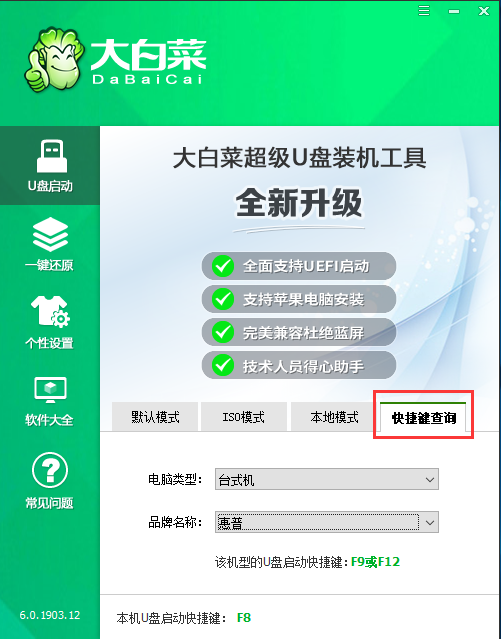 大白菜
DaBaiCai
U盘启动
一键还原
个性设置
软件大全
常见问题
6.0.1903.12
大白菜超级U盘装机工具
全新升级
全面支持UEFI启动
支持苹果电脑安装
完美兼容杜绝蓝屏
技术人员得心助手
默认模式
ISO模式
本地模式
快捷键查询
电脑类型： 台式机
品牌名称： 惠普
该机型的U盘启动快捷键:F9或F12
本机U盘启动快捷键： F8